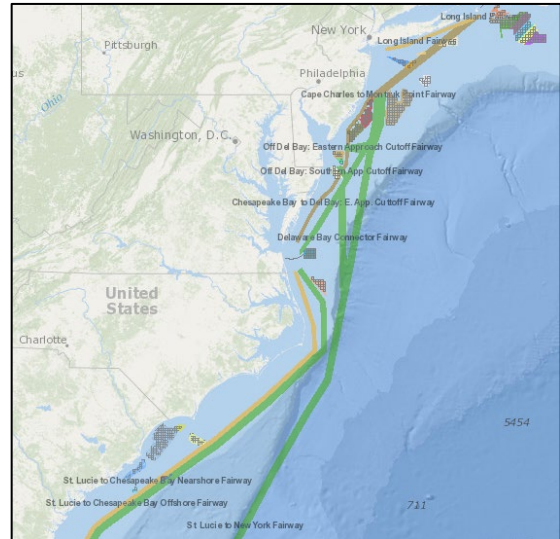 Long Island
New York
Long Island Fairway
Pittsburgh
us
Ohio
Philadelphia
Cape Charles to Montauk Point Fairway
Washington, D.C.
Off Del Bay: Eastern Approach Cutoff Fairway
Off Del Bay: Southern App Cutoff Fairway
Chesapeake Bay to Del Bay: E. App. Cuttoff Fairway
Delaware Bay Connector Fairway
United
States
Charlotte
5454
St. Lucie to Chesapeake Bay Nearshore Fairway
St. Lucie to Chesapeake Bay Offshore Fairway
711
St Lucie to New York Fairway